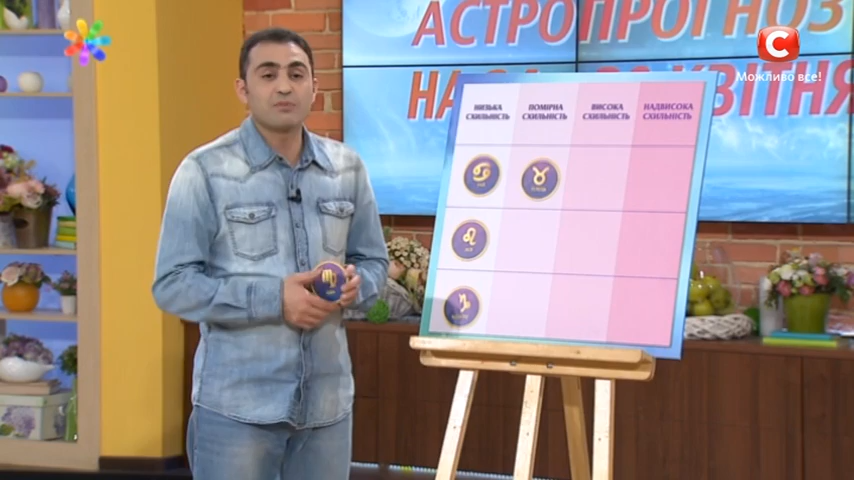 АСТРОПРОГНОЗ
НА
КВІТНЯ
С
Можливо все!
НИЗЬКА
СХИЛЬНІСТЬ
ПОМІРНА
СХИЛЬНІСТЬ
ВИСОКА
СХИЛЬНІСТЬ
НАДВИСОКА
СХИЛЬНІСТЬ